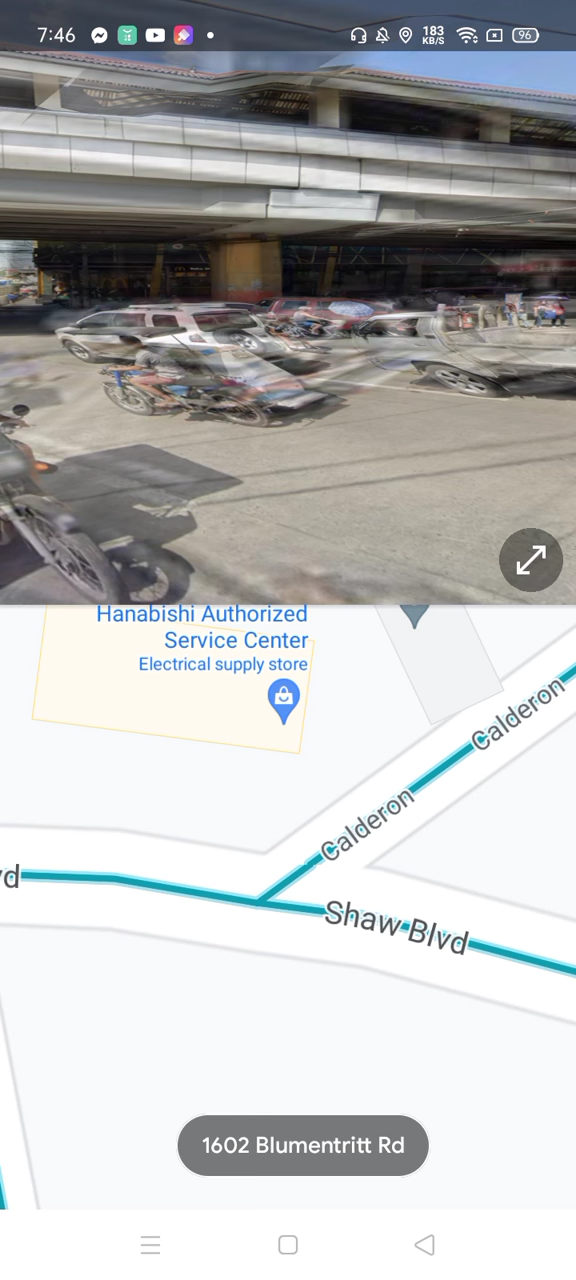 7:46
183
KB/S
96
Hanabishi Authorized
Service Center
Electrical supply store
Calderon
Calderon
vd
Shaw Blvd
1602 Blumentritt Rd